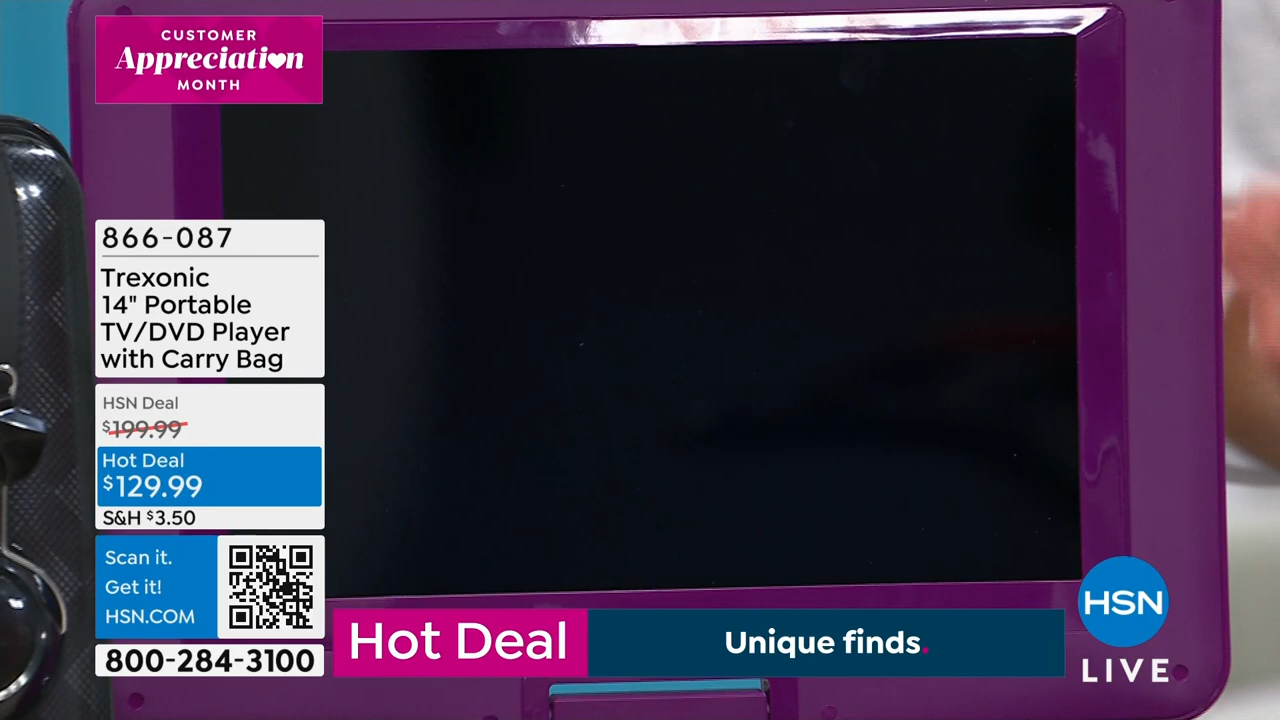 CUSTOMER
Appreciation
MONTH
866-087
Trexonic
14" Portable
TV/DVD Player
with Carry Bag
HSN Deal
$199.99
Hot Deal
$129.99
S&H $3.50
Scan it.
Get it!
HSN.COM
800-284-3100
Hot Deal
Unique finds.
HSN
LIVE